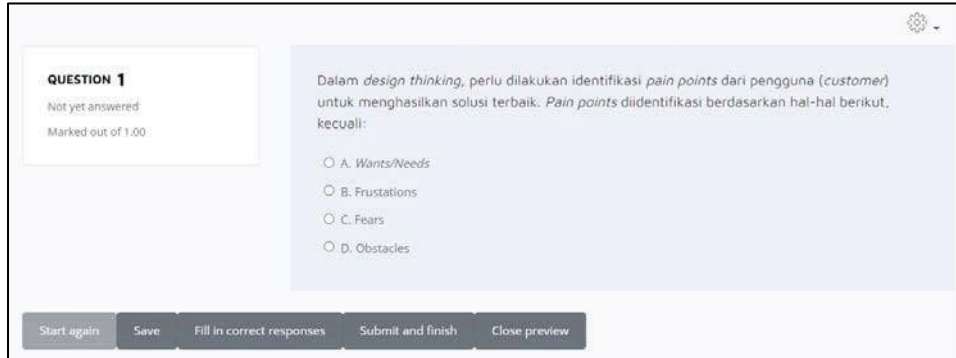 QUESTION 1
Not yet answered
Marked out of 1.00
Dalam design thinking, perlu dilakukan identifikasi pain points dari pengguna (customer)
untuk menghasilkan solusi terbaik. Pain points diidentifikasi berdasarkan hal-hal berikut,
kecuali:
A. Wants/Needs
B. Frustations
C. Fears
D. Obstacles
Start again Save Fill in correct responses Submit and finish Close preview